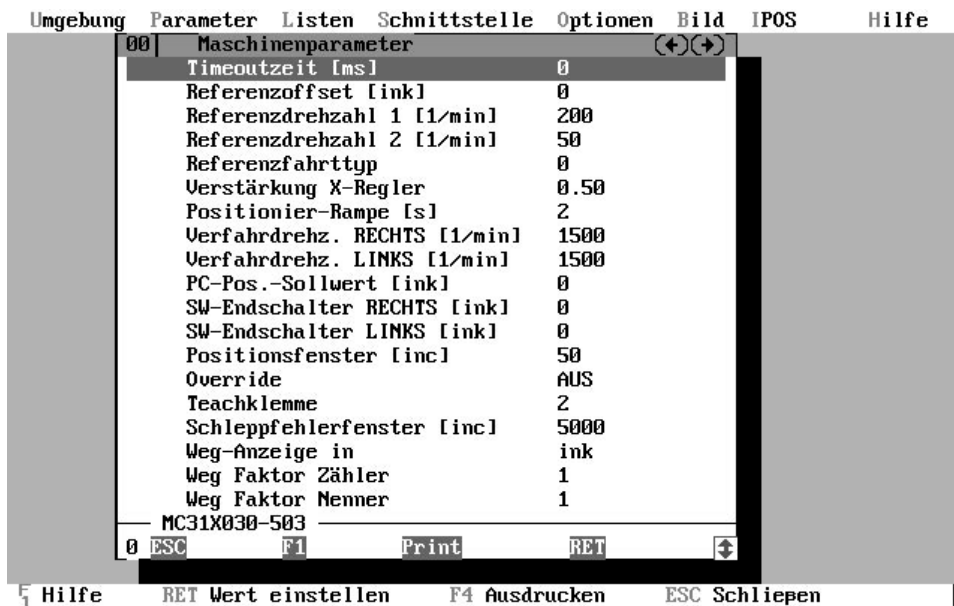 Umgebung Parameter Listen Schnittstelle Optionen Bild IPOS Hilfe
00 Maschinenparameter (←)(→)
Timeoutzeit [ms] 0
Referenzoffset [ink] 0
Referenzdrehzahl 1 [1/min] 200
Referenzdrehzahl 2 [1/min] 50
Referenzfahrttyp 0
Verstärkung X-Regler 0.50
Positionier-Rampe [s] 2
Verfahrdrehz. RECHTS [1/min] 1500
Verfahrdrehz. LINKS [1/min] 1500
PC-Pos.-Sollwert [ink] 0
SW-Endschalter RECHTS [ink] 0
SW-Endschalter LINKS [ink] 0
Positionsfenster [inc] 50
Override AUS
Teachklemme 2
Schleppfehlerfenster [inc] 5000
Weg-Anzeige in ink
Weg Faktor Zähler 1
Weg Faktor Nenner 1
MC31X030-503
0 ESC F1 Print RET
F1 Hilfe RET Wert einstellen F4 Ausdrucken ESC Schließen